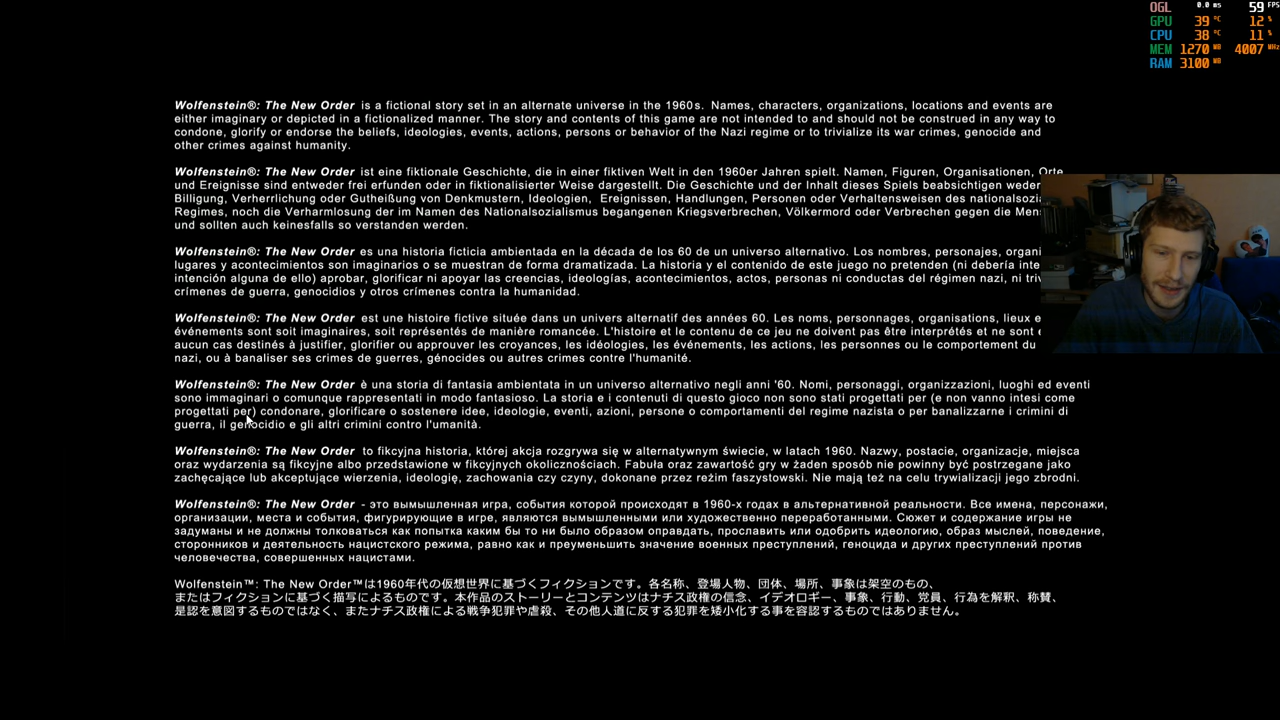 OGL 0.0 ms 59 FPS
GPU 39 °C 12 %
CPU 38 °C 11 %
MEM 1270 MB 4007 MHz
RAM 3100 MB
Wolfenstein®: The New Order is a fictional story set in an alternate universe in the 1960s. Names, characters, organizations, locations and events are
either imaginary or depicted in a fictionalized manner. The story and contents of this game are not intended to and should not be construed in any way to
condone, glorify or endorse the beliefs, ideologies, events, actions, persons or behavior of the Nazi regime or to trivialize its war crimes, genocide and
other crimes against humanity.
Wolfenstein®: The New Order ist eine fiktionale Geschichte, die in einer fiktiven Welt in den 1960er Jahren spielt. Namen, Figuren, Organisationen, Orte
und Ereignisse sind entweder frei erfunden oder in fiktionalisierter Weise dargestellt. Die Geschichte und der Inhalt dieses Spiels beabsichtigen weder
Billigung, Verherrlichung oder Gutheißung von Denkmustern, Ideologien, Ereignissen, Handlungen, Personen oder Verhaltensweisen des nationalsozi
Regimes, noch die Verharmlosung der im Namen des Nationalsozialismus begangenen Kriegsverbrechen, Völkermord oder Verbrechen gegen die Men
und sollten auch keinesfalls so verstanden werden.
Wolfenstein®: The New Order es una historia ficticia ambientada en la década de los 60 de un universo alternativo. Los nombres, personajes, organi
lugares y acontecimientos son imaginarios o se muestran de forma dramatizada. La historia y el contenido de este juego no pretenden (ni debería inte
intención alguna de ello) aprobar, glorificar ni apoyar las creencias, ideologías, acontecimientos, actos, personas ni conductas del régimen nazi, ni triv
crímenes de guerra, genocidios y otros crímenes contra la humanidad.
Wolfenstein®: The New Order est une histoire fictive située dans un univers alternatif des années 60. Les noms, personnages, organisations, lieux e
événements sont soit imaginaires, soit représentés de manière romancée. L'histoire et le contenu de ce jeu ne doivent pas être interprétés et ne sont e
aucun cas destinés à justifier, glorifier ou approuver les croyances, les idéologies, les événements, les actions, les personnes ou le comportement du
nazi, ou à banaliser ses crimes de guerres, génocides ou autres crimes contre l'humanité.
Wolfenstein®: The New Order è una storia di fantasia ambientata in un universo alternativo negli anni '60. Nomi, personaggi, organizzazioni, luoghi ed eventi
sono immaginari o comunque rappresentati in modo fantasioso. La storia e i contenuti di questo gioco non sono stati progettati per (e non vanno intesi come
progettati per) condonare, glorificare o sostenere idee, ideologie, eventi, azioni, persone o comportamenti del regime nazista o per banalizzarne i crimini di
guerra, il genocidio e gli altri crimini contro l'umanità.
Wolfenstein®: The New Order to fikcyjna historia, której akcja rozgrywa się w alternatywnym świecie, w latach 1960. Nazwy, postacie, organizacje, miejsca
oraz wydarzenia są fikcyjne albo przedstawione w fikcyjnych okolicznościach. Fabuła oraz zawartość gry w żaden sposób nie powinny być postrzegane jako
zachęcające lub akceptujące wierzenia, ideologię, zachowania czy czyny, dokonane przez reżim faszystowski. Nie mają też na celu trywializacji jego zbrodni.
Wolfenstein®: The New Order - это вымышленная игра, события которой происходят в 1960-х годах в альтернативной реальности. Все имена, персонажи,
организации, места и события, фигурирующие в игре, являются вымышленными или художественно переработанными. Сюжет и содержание игры не
задуманы и не должны толковаться как попытка каким бы то ни было образом оправдать, прославить или одобрить идеологию, образ мыслей, поведение,
сторонников и деятельность нацистского режима, равно как и преуменьшить значение военных преступлений, геноцида и других преступлений против
человечества, совершенных нацистами.
Wolfenstein™: The New Order™は1960年代の仮想世界に基づくフィクションです。各名称、登場人物、団体、場所、事象は架空のもの、
またはフィクションに基づく描写によるものです。本作品のストーリーとコンテンツはナチス政権の信念、イデオロギー、事象、行動、党員、行為を解釈、称賛、
是認を意図するものではなく、またナチス政権による戦争犯罪や虐殺、その他人道に反する犯罪を矮小化する事を容認するものではありません。